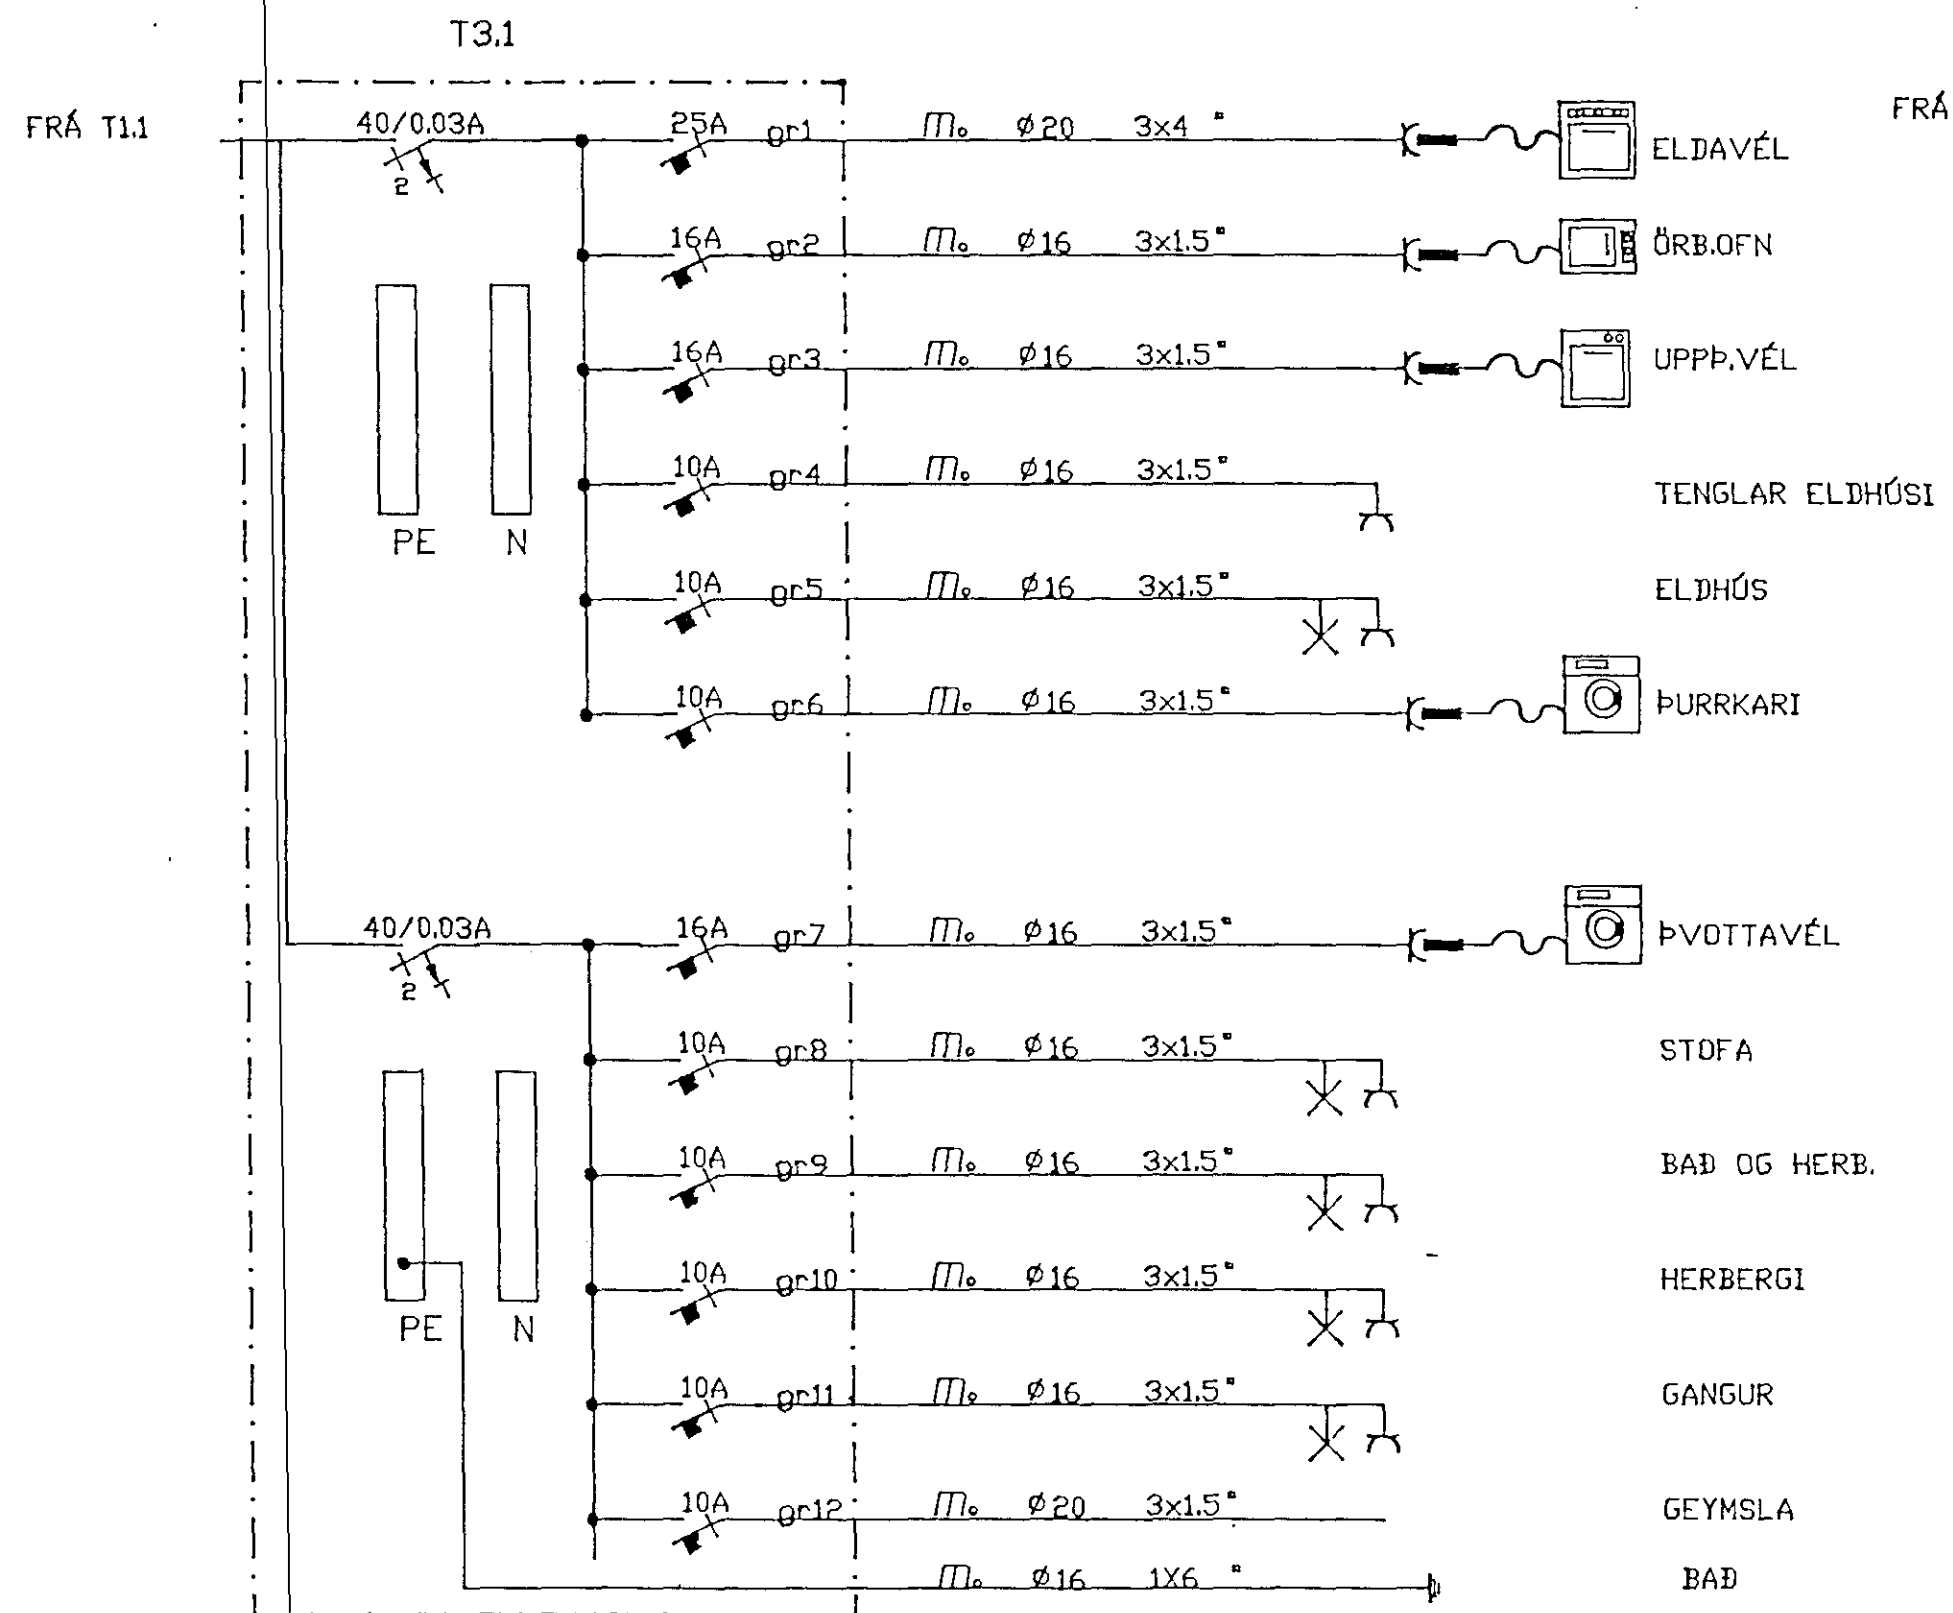 T3.1
FRÁ T1.1
FRÁ
40/0.03A 25A gr1 Ø20 3x4 " ELDAVÉL
2
16A gr2 Ø16 3x1.5" ÖRB.OFN
16A gr3 Ø16 3x1.5" UPPÞ.VÉL
10A gr4 Ø16 3x1.5" TENGLAR ELDHÚSI
PE N
10A gr5 Ø16 3x1.5" ELDHÚS
10A gr6 Ø16 3x1.5" ÞURRKARI
40/0.03A 16A gr7 Ø16 3x1.5" ÞVOTTAVÉL
2
10A gr8 Ø16 3x1.5" STOFA
10A gr9 Ø16 3x1.5" BAÐ OG HERB.
10A gr10 Ø16 3x1.5" HERBERGI
PE N
10A gr11 Ø16 3x1.5" GANGUR
10A gr12 Ø20 3x1.5" GEYMSLA
Ø16 1X6 " BAÐ